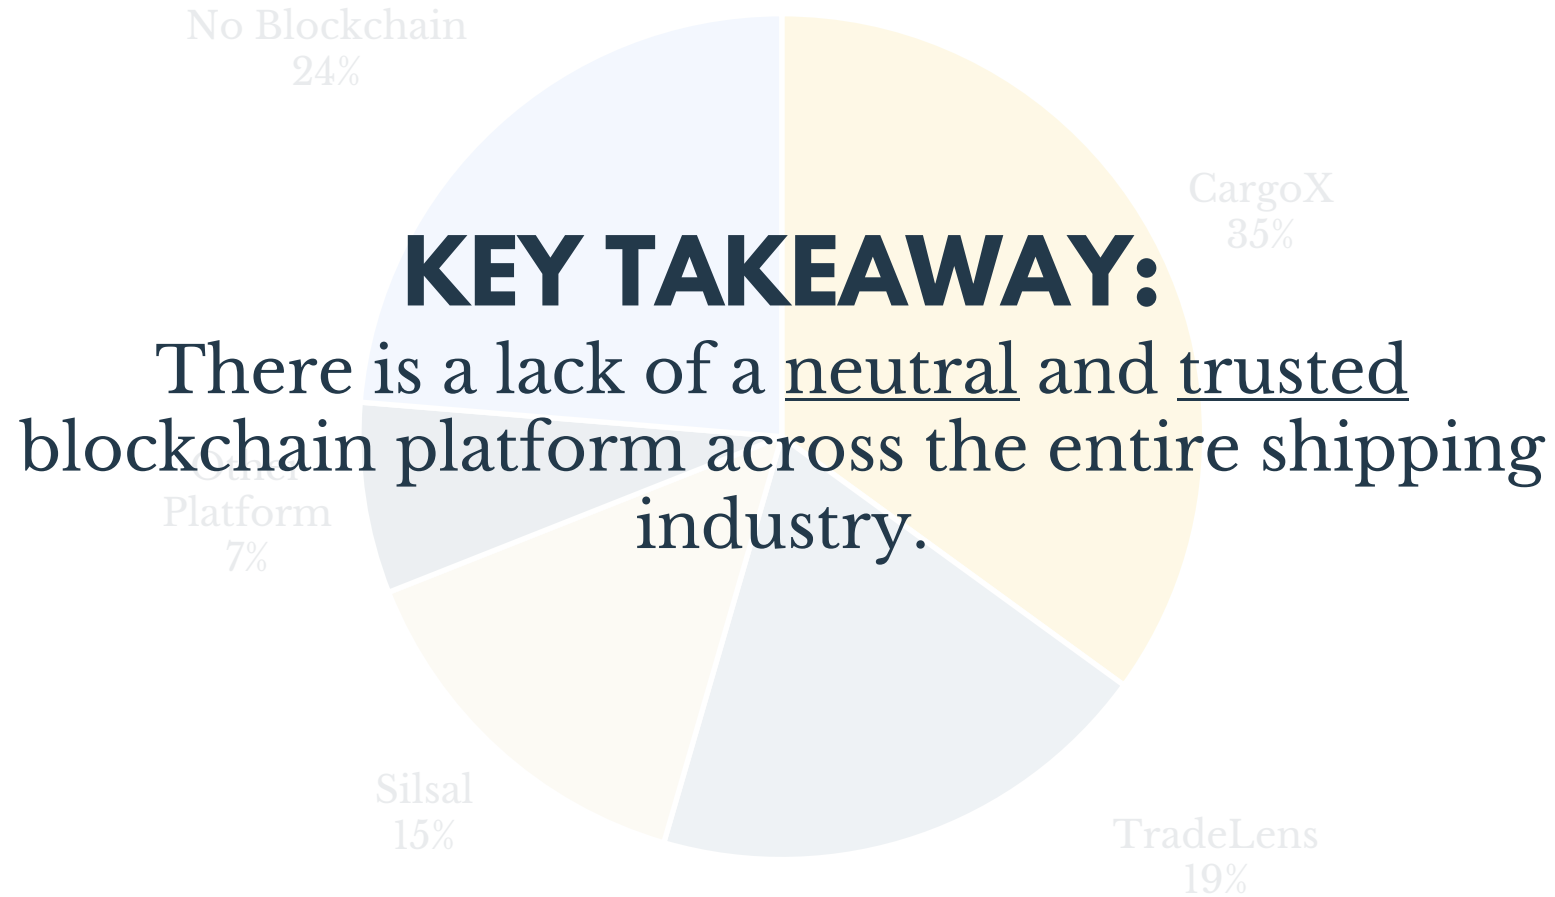 No Blockchain
24%
CargoX
35%
KEY TAKEAWAY:
There is a lack of a neutral and trusted
blockchain platform across the entire shipping
industry.
Other
Platform
7%
Silsal
15%
TradeLens
19%